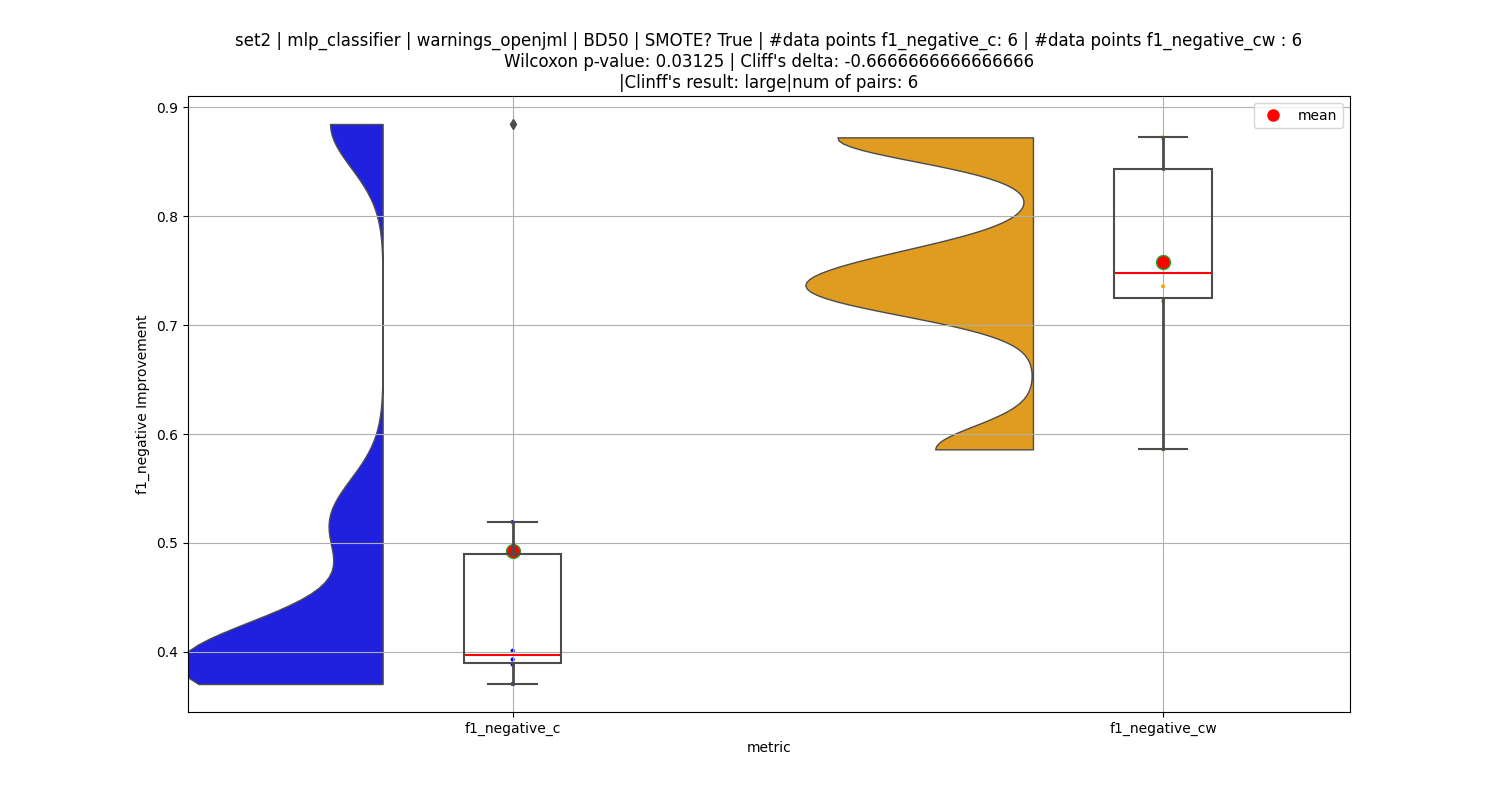 set2 | mlp_classifier | warnings_openjml | BD50 | SMOTE? True | #data points f1_negative_c: 6 | #data points f1_negative_cw : 6
Wilcoxon p-value: 0.03125 | Cliff's delta: -0.6666666666666666
|Clinff's result: large|num of pairs: 6
mean
0.9
0.8
0.7
0.6
0.5
0.4
f1_negative Improvement
f1_negative_c
f1_negative_cw
metric